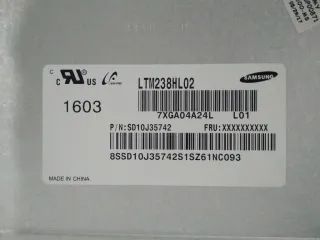 LTM238HL02
SAMSUNG
1603
7XGA04A24L L01
P/N:SD10J35742 FRU:XXXXXXXXXX
8SSD10J35742S1SZ61NC093
MADE IN CHINA